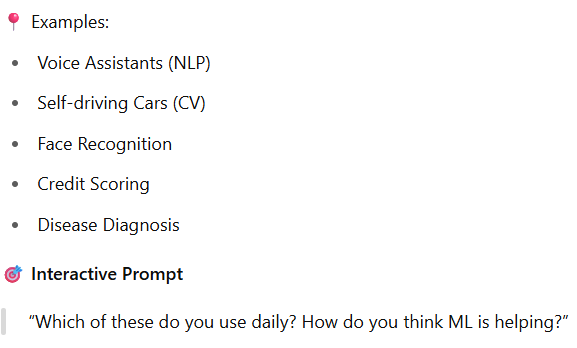 📍 Examples:
• Voice Assistants (NLP)
• Self-driving Cars (CV)
• Face Recognition
• Credit Scoring
• Disease Diagnosis
🎯 Interactive Prompt
“Which of these do you use daily? How do you think ML is helping?”